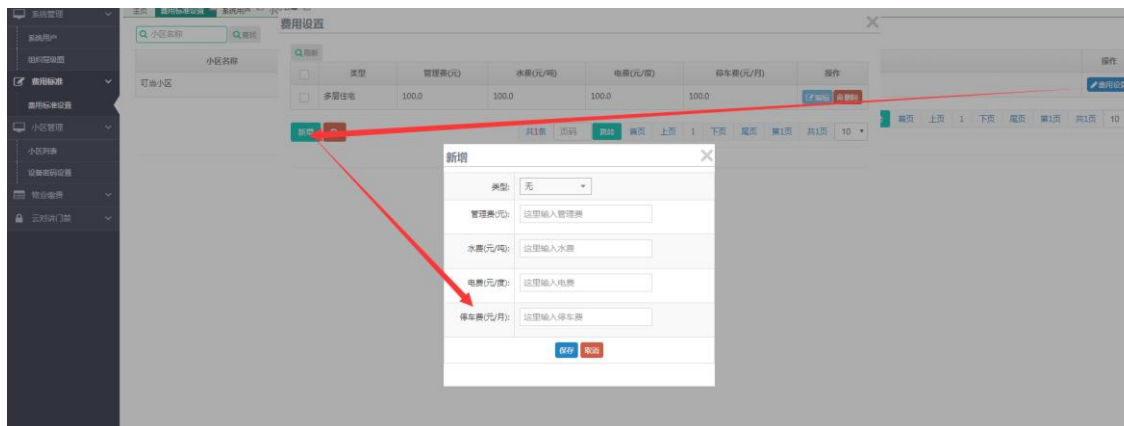 系统管理
系统用户
组织层级图
费用标准
费用标准设置
小区管理
小区列表
设备密码设置
物业缴费
云对讲门禁
主页 费用标准设置 系统用户 小
小区名称 查找
小区名称
叮当小区
费用设置
刷新
类型 管理费(元) 水费(元/吨) 电费(元/度) 停车费(元/月) 操作
多层住宅 100.0 100.0 100.0 100.0 编辑 删除
新增
共1条 页码 跳转 首页 上页 1 下页 尾页 第1页 共1页 10
操作
费用设置
首页 上页 1 下页 尾页 第1页 共1页 10
新增
类型: 无
管理费(元): 这里输入管理费
水费(元/吨): 这里输入水费
电费(元/度): 这里输入电费
停车费(元/月): 这里输入停车费
保存 取消